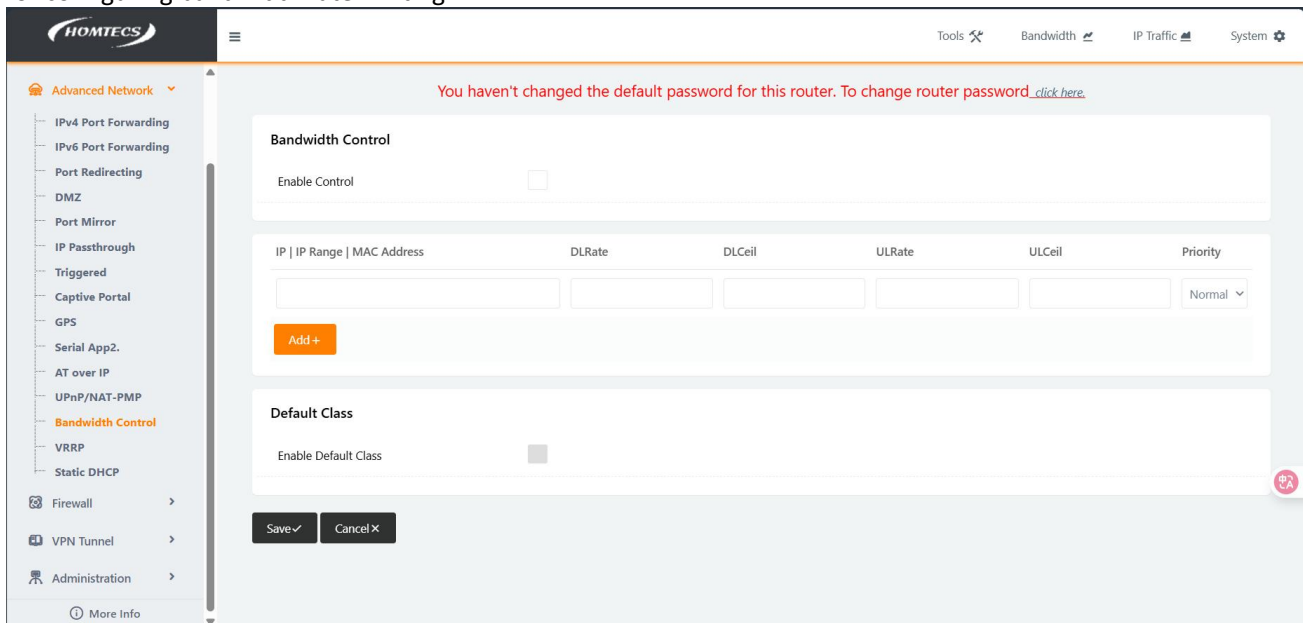 HOMTECS
Tools
Bandwidth
IP Traffic
System
Advanced Network
IPv4 Port Forwarding
IPv6 Port Forwarding
Port Redirecting
DMZ
Port Mirror
IP Passthrough
Triggered
Captive Portal
GPS
Serial App2.
AT over IP
UPnP/NAT-PMP
Bandwidth Control
VRRP
Static DHCP
Firewall
VPN Tunnel
Administration
More Info
You haven't changed the default password for this router. To change router password click here.
Bandwidth Control
Enable Control
IP | IP Range | MAC Address DLRate DLCeil ULRate ULCeil Priority
Normal
Add +
Default Class
Enable Default Class
Save Cancel